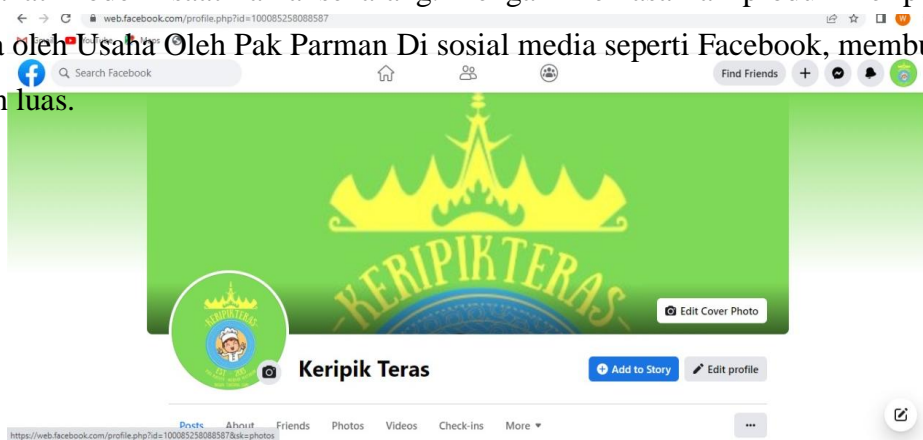 web.facebook.com/profile.php?id=100085258088587
a oleh Usaha Oleh Pak Parman Di sosial media seperti Facebook, membu
Search Facebook
Find Friends
n luas.
KERIPIKTERAS
Edit Cover Photo
KERIPIKTERAS
Keripik Teras
Add to Story
Edit profile
Posts About Friends Photos Videos Check-ins More
https://web.facebook.com/profile.php?id=100085258088587&sk=photos